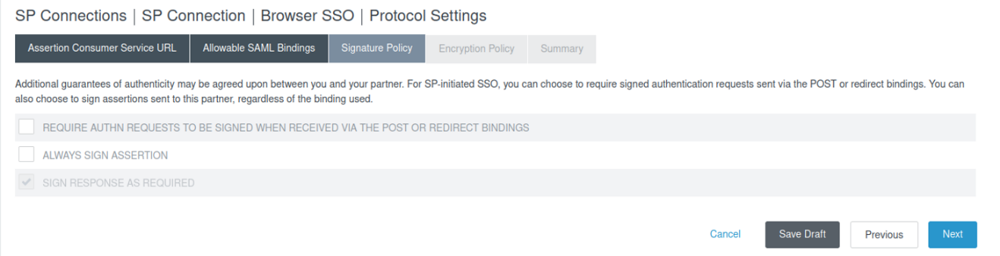 SP Connections | SP Connection | Browser SSO | Protocol Settings
Assertion Consumer Service URL Allowable SAML Bindings Signature Policy Encryption Policy Summary
Additional guarantees of authenticity may be agreed upon between you and your partner. For SP-initiated SSO, you can choose to require signed authentication requests sent via the POST or redirect bindings. You can
also choose to sign assertions sent to this partner, regardless of the binding used.
REQUIRE AUTHN REQUESTS TO BE SIGNED WHEN RECEIVED VIA THE POST OR REDIRECT BINDINGS
ALWAYS SIGN ASSERTION
SIGN RESPONSE AS REQUIRED
Cancel Save Draft Previous Next